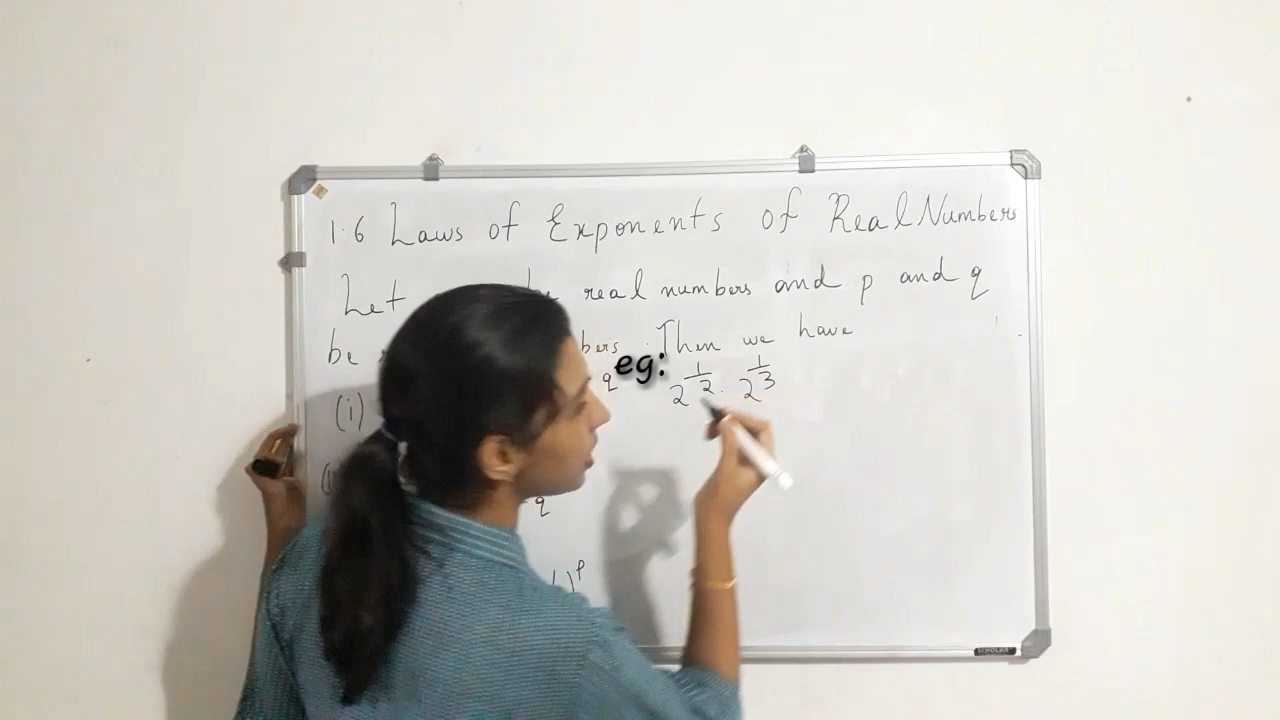 1.6 Laws of Exponents of Real Numbers
Let be real numbers and p and q
be bers. Then we have
(i) q eg: 2^1/2 . 2^1/3
q
)^p
SCHOLAR